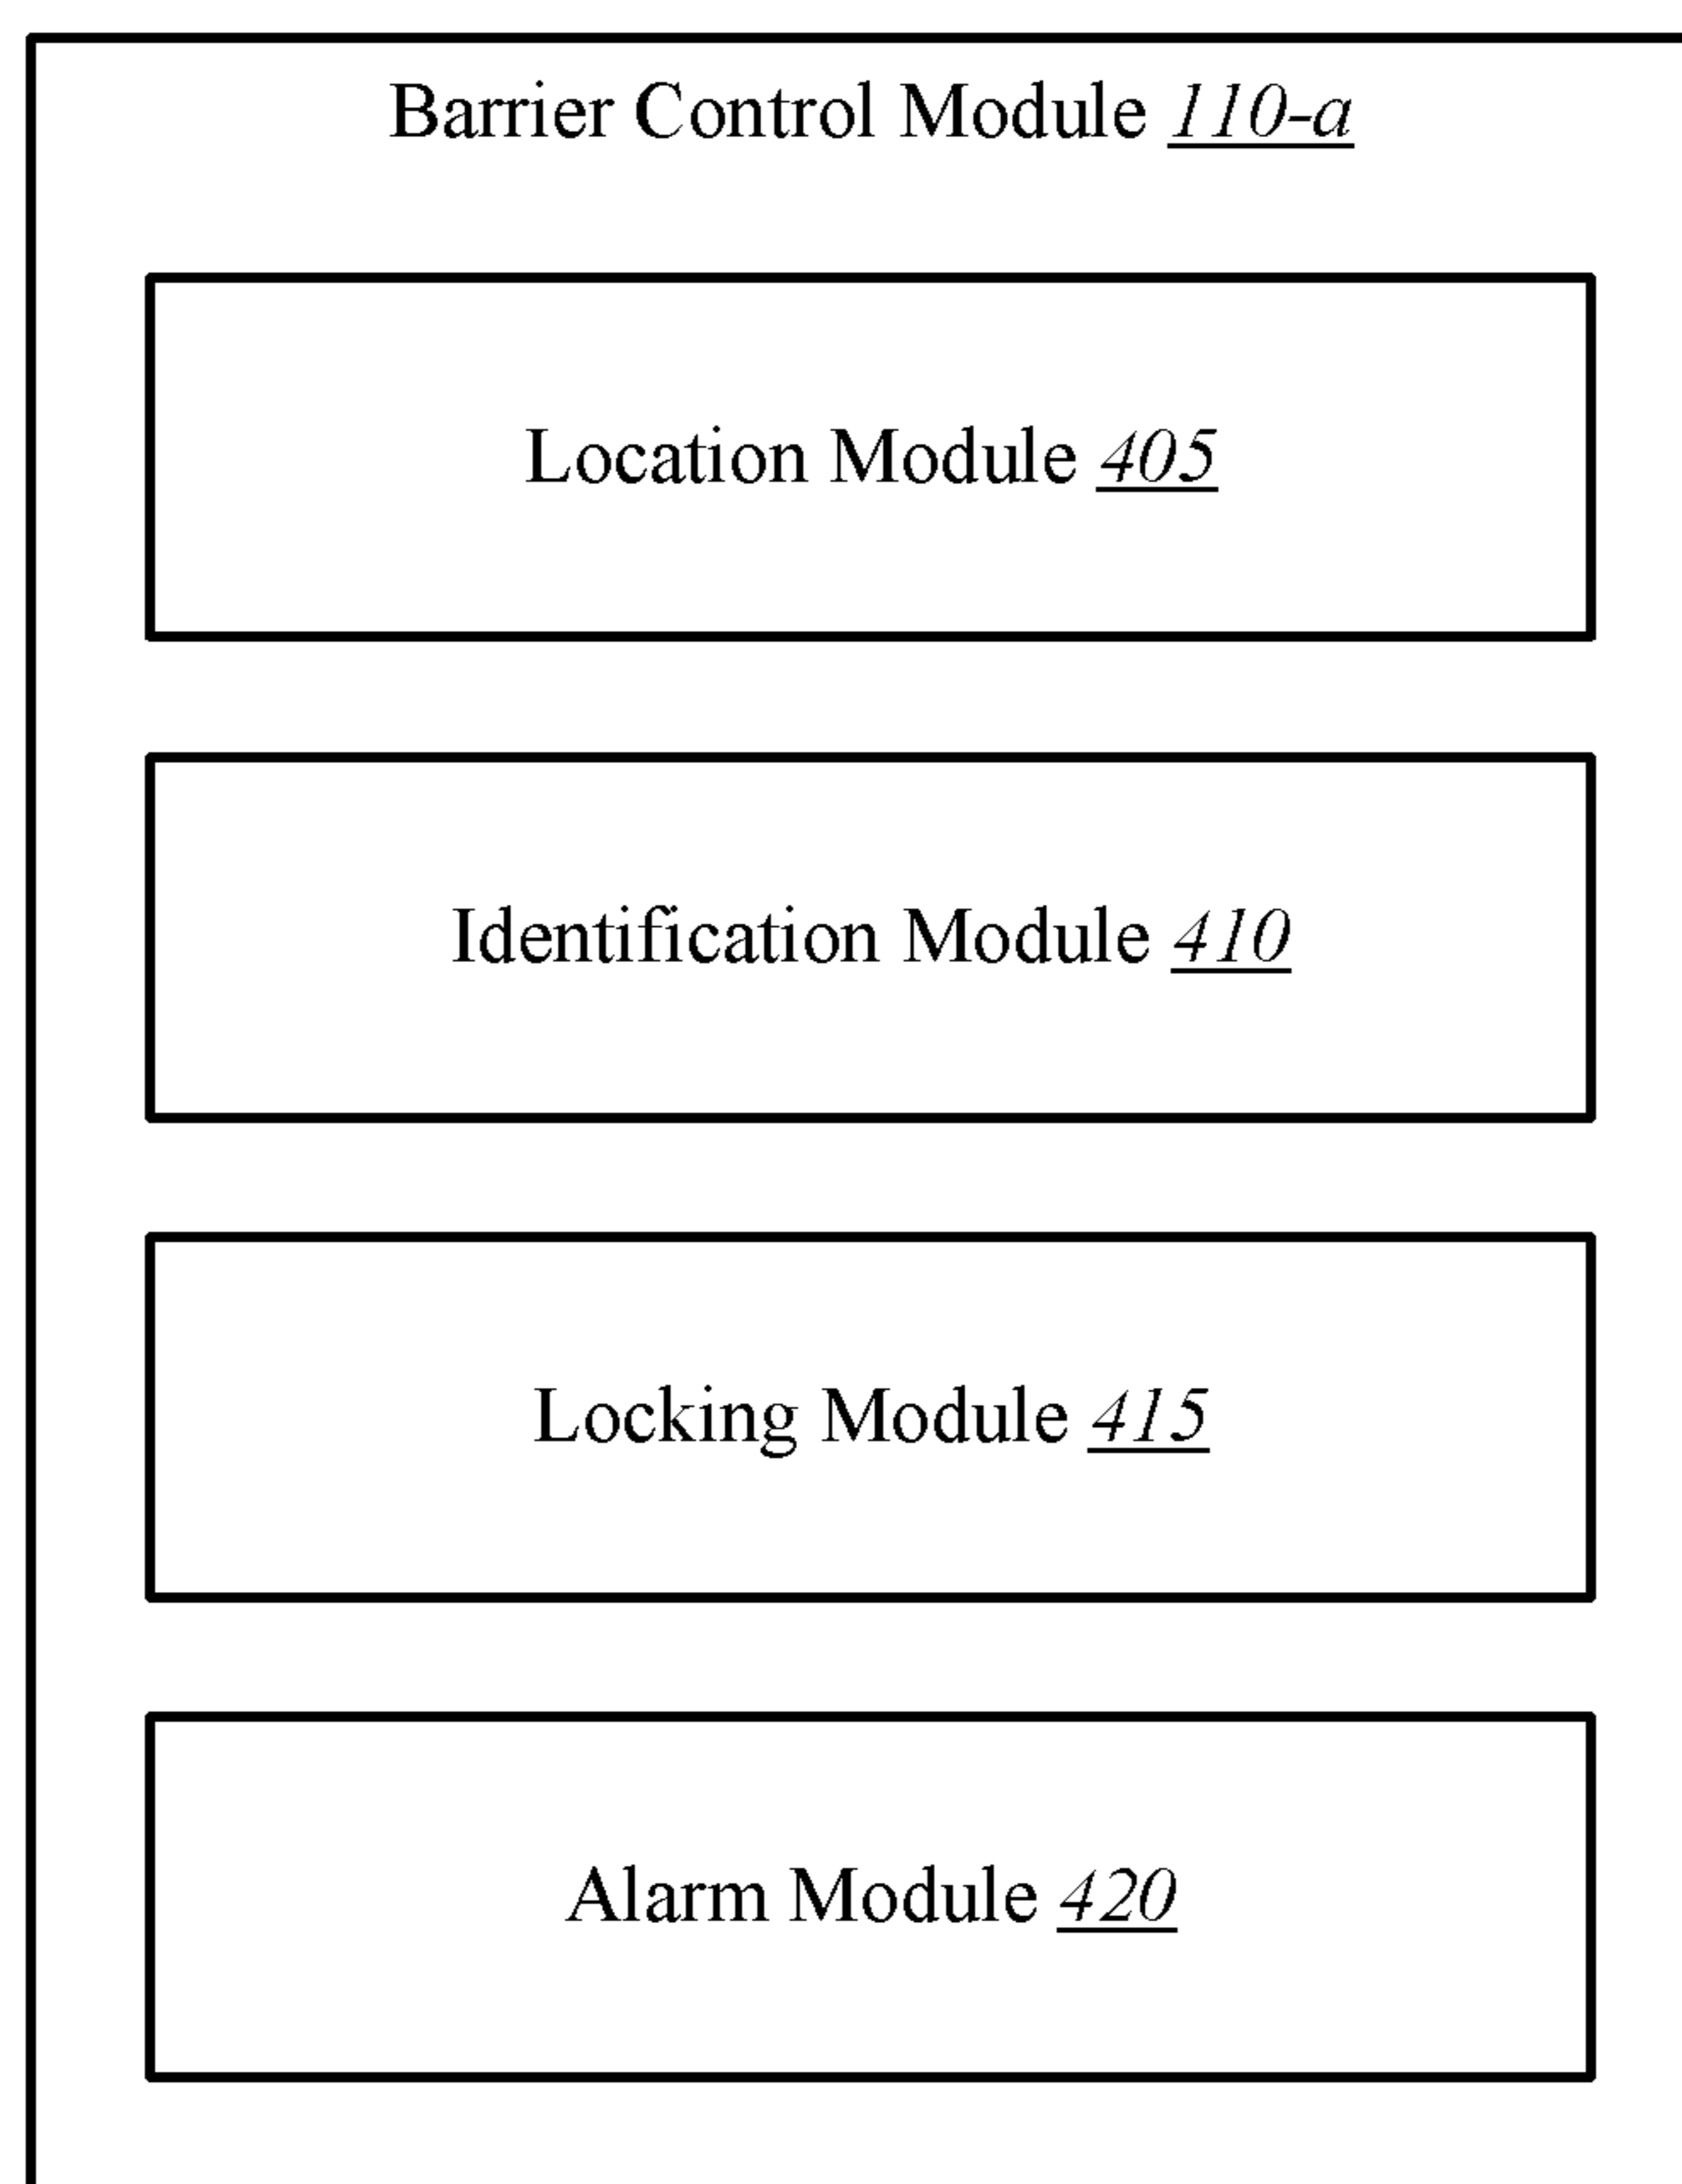 Barrier Control Module 110-a
Location Module 405
Identification Module 410
Locking Module 415
Alarm Module 420